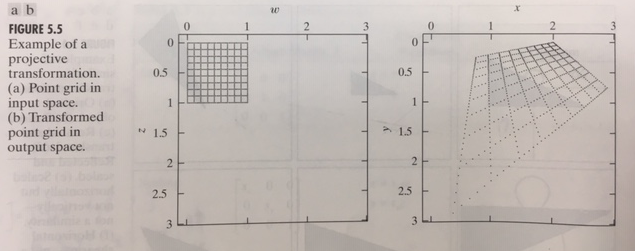 a b
FIGURE 5.5
Example of a
projective
transformation.
(a) Point grid in
input space.
(b) Transformed
point grid in
output space.
w
0 1 2 3
0
0.5
1
z 1.5
2
2.5
3
x
0 1 2 3
0
0.5
1
y 1.5
2
2.5
3